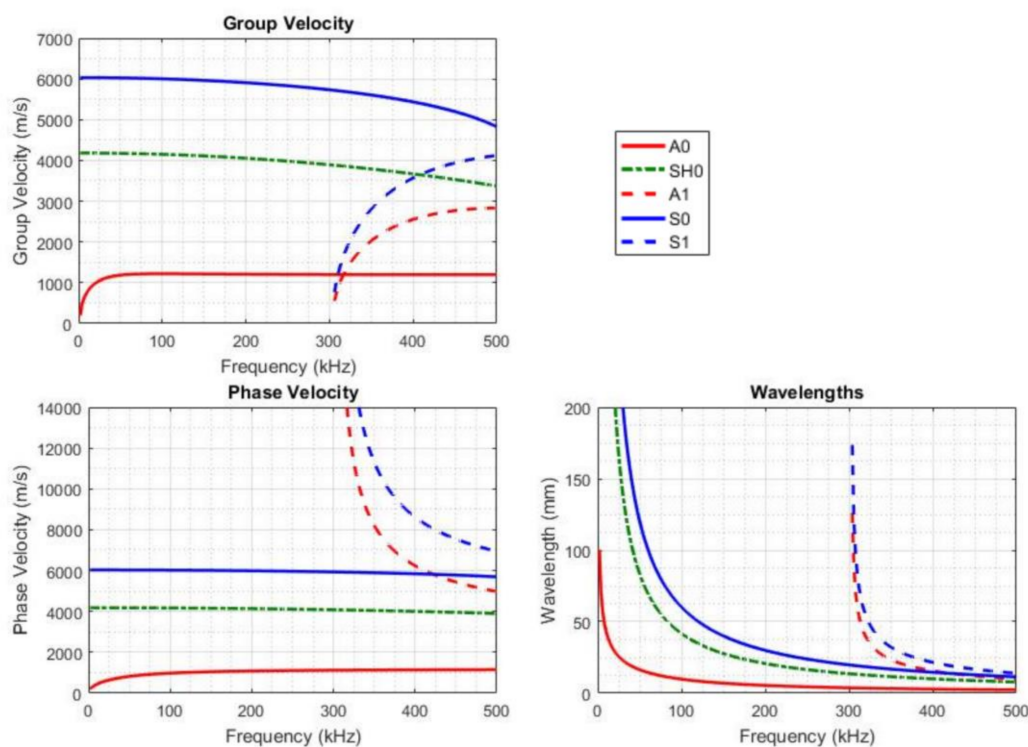 Group Velocity
7000
6000
5000
4000
3000
2000
1000
0
Group Velocity (m/s)
0 100 200 300 400 500
Frequency (kHz)
A0
SH0
A1
S0
S1
Phase Velocity
14000
12000
10000
8000
6000
4000
2000
0
Phase Velocity (m/s)
0 100 200 300 400 500
Frequency (kHz)
Wavelengths
200
150
100
50
0
Wavelength (mm)
0 100 200 300 400 500
Frequency (kHz)